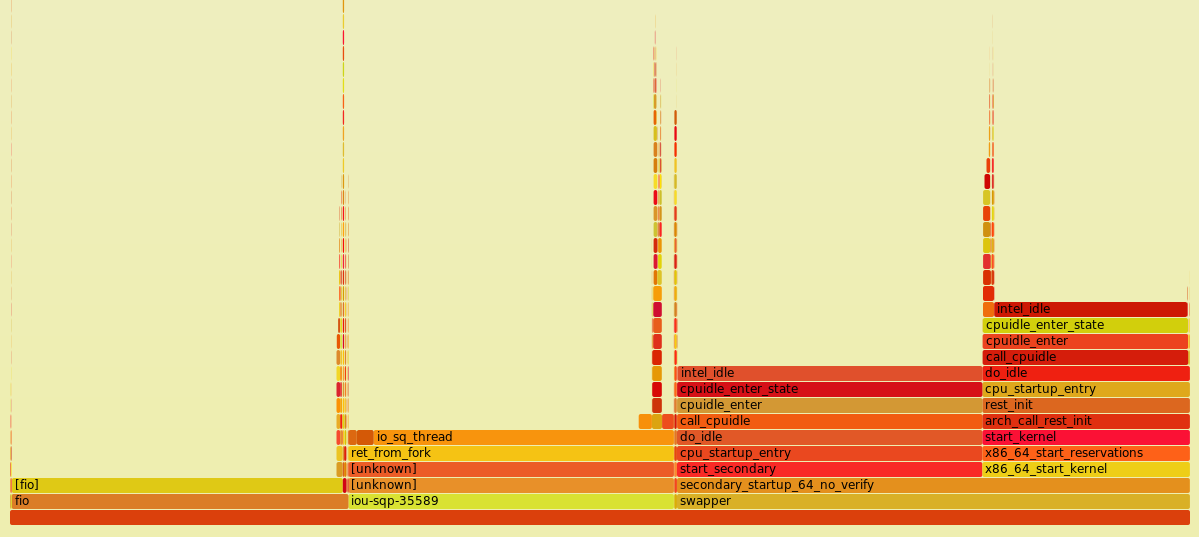 intel_idle
cpuidle_enter_state
cpuidle_enter
call_cpuidle
intel_idle do_idle
cpuidle_enter_state cpu_startup_entry
cpuidle_enter rest_init
call_cpuidle arch_call_rest_init
io_sq_thread do_idle start_kernel
ret_from_fork cpu_startup_entry x86_64_start_reservations
[unknown] start_secondary x86_64_start_kernel
[fio] [unknown] secondary_startup_64_no_verify
fio iou-sqp-35589 swapper